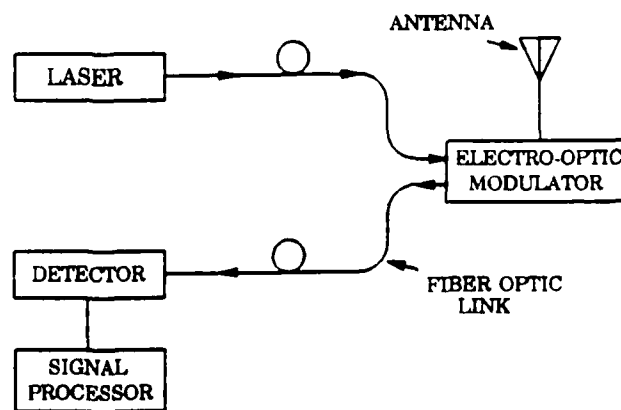 ANTENNA
LASER
ELECTRO-OPTIC
MODULATOR
DETECTOR
FIBER OPTIC
LINK
SIGNAL
PROCESSOR